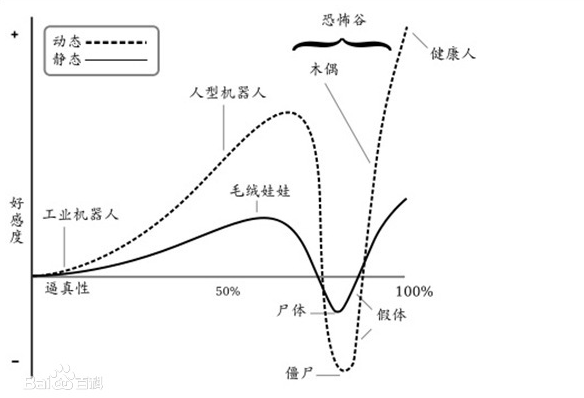 +
动态
静态
恐怖谷
健康人
木偶
人型机器人
毛绒娃娃
好感度
工业机器人
逼真性
50%
100%
尸体
假体
僵尸
-
Baidu百科